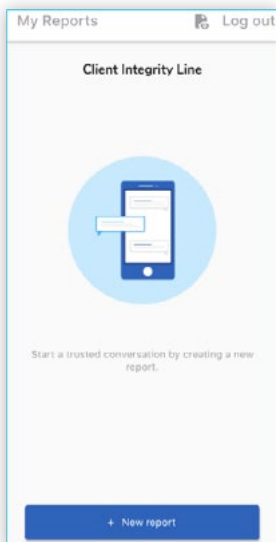 My Reports Log out
Client Integrity Line
Start a trusted conversation by creating a new
report.
+ New report